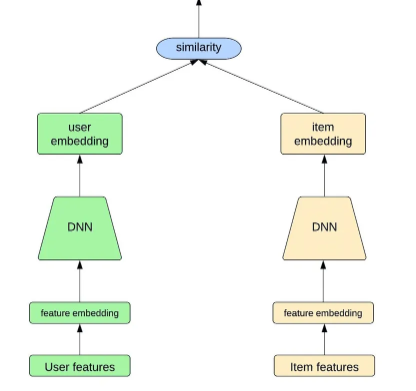 similarity
user
embedding
item
embedding
DNN
DNN
feature embedding
feature embedding
User features
Item features